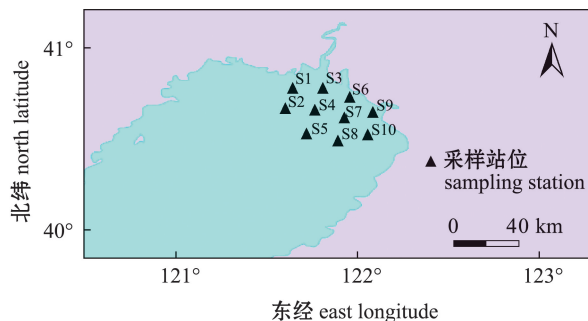 41°
N
S1
S3
S2
S4
S6
S7
S9
S5
S8
S10
采样站位
sampling station
0 40 km
40°
北纬 north latitude
121° 122° 123°
东经 east longitude